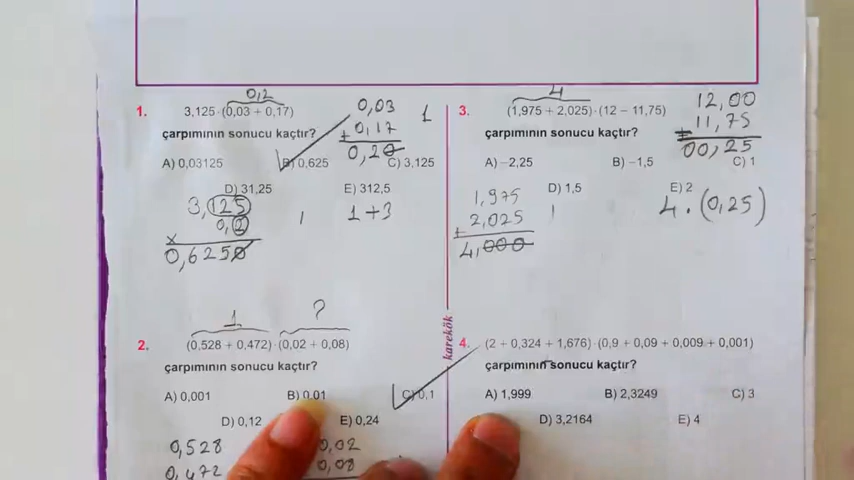 0,2
1.
3,125 · (0,03 + 0,17)
çarpımının sonucu kaçtır?
A) 0,03125
B) 0,625
C) 3,125
D) 31,25
E) 312,5
0,03
+ 0,17
0,20
1
3,125
0,2
x
0,6250
1
1+3
1
?
2.
(0,528 + 0,472) · (0,02 + 0,08)
çarpımının sonucu kaçtır?
A) 0,001
B) 0,01
C) 0,1
D) 0,12
E) 0,24
0,528
0,472
0,02
0,08
karekök
4
3.
(1,975 + 2,025) · (12 – 11,75)
çarpımının sonucu kaçtır?
A) –2,25
B) –1,5
C) 1
D) 1,5
E) 2
12,00
11,75
00,25
1,975
2,025
+
4,000
1
4 . (0,25)
4.
(2 + 0,324 + 1,676) · (0,9 + 0,09 + 0,009 + 0,001)
çarpımının sonucu kaçtır?
A) 1,999
B) 2,3249
C) 3
D) 3,2164
E) 4